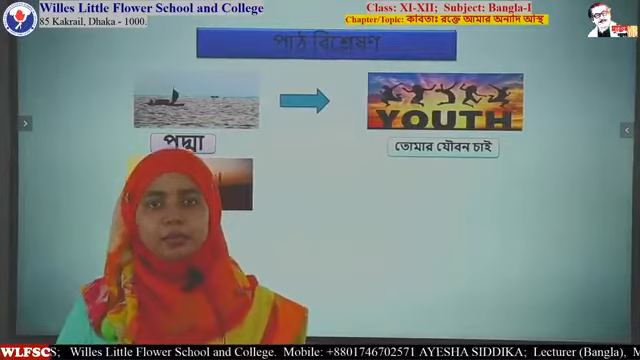 Willes Little Flower School and College
85 Kakrail, Dhaka - 1000.
Class: XI-XII; Subject: Bangla-I
Chapter/Topic: কবিতাঃ রক্তে আমার অনাদি অস্থি
পাঠ বিশ্লেষণ
YOUTH
পদ্মা
তোমার যৌবন চাই
WLFSC
Willes Little Flower School and College. Mobile: +8801746702571 AYESHA SIDDIKA; Lecturer (Bangla).